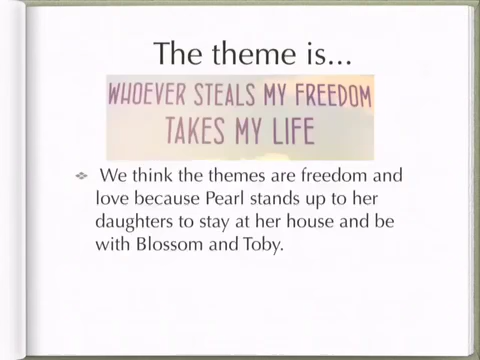 The theme is...
WHOEVER STEALS MY FREEDOM
TAKES MY LIFE
We think the themes are freedom and
love because Pearl stands up to her
daughters to stay at her house and be
with Blossom and Toby.